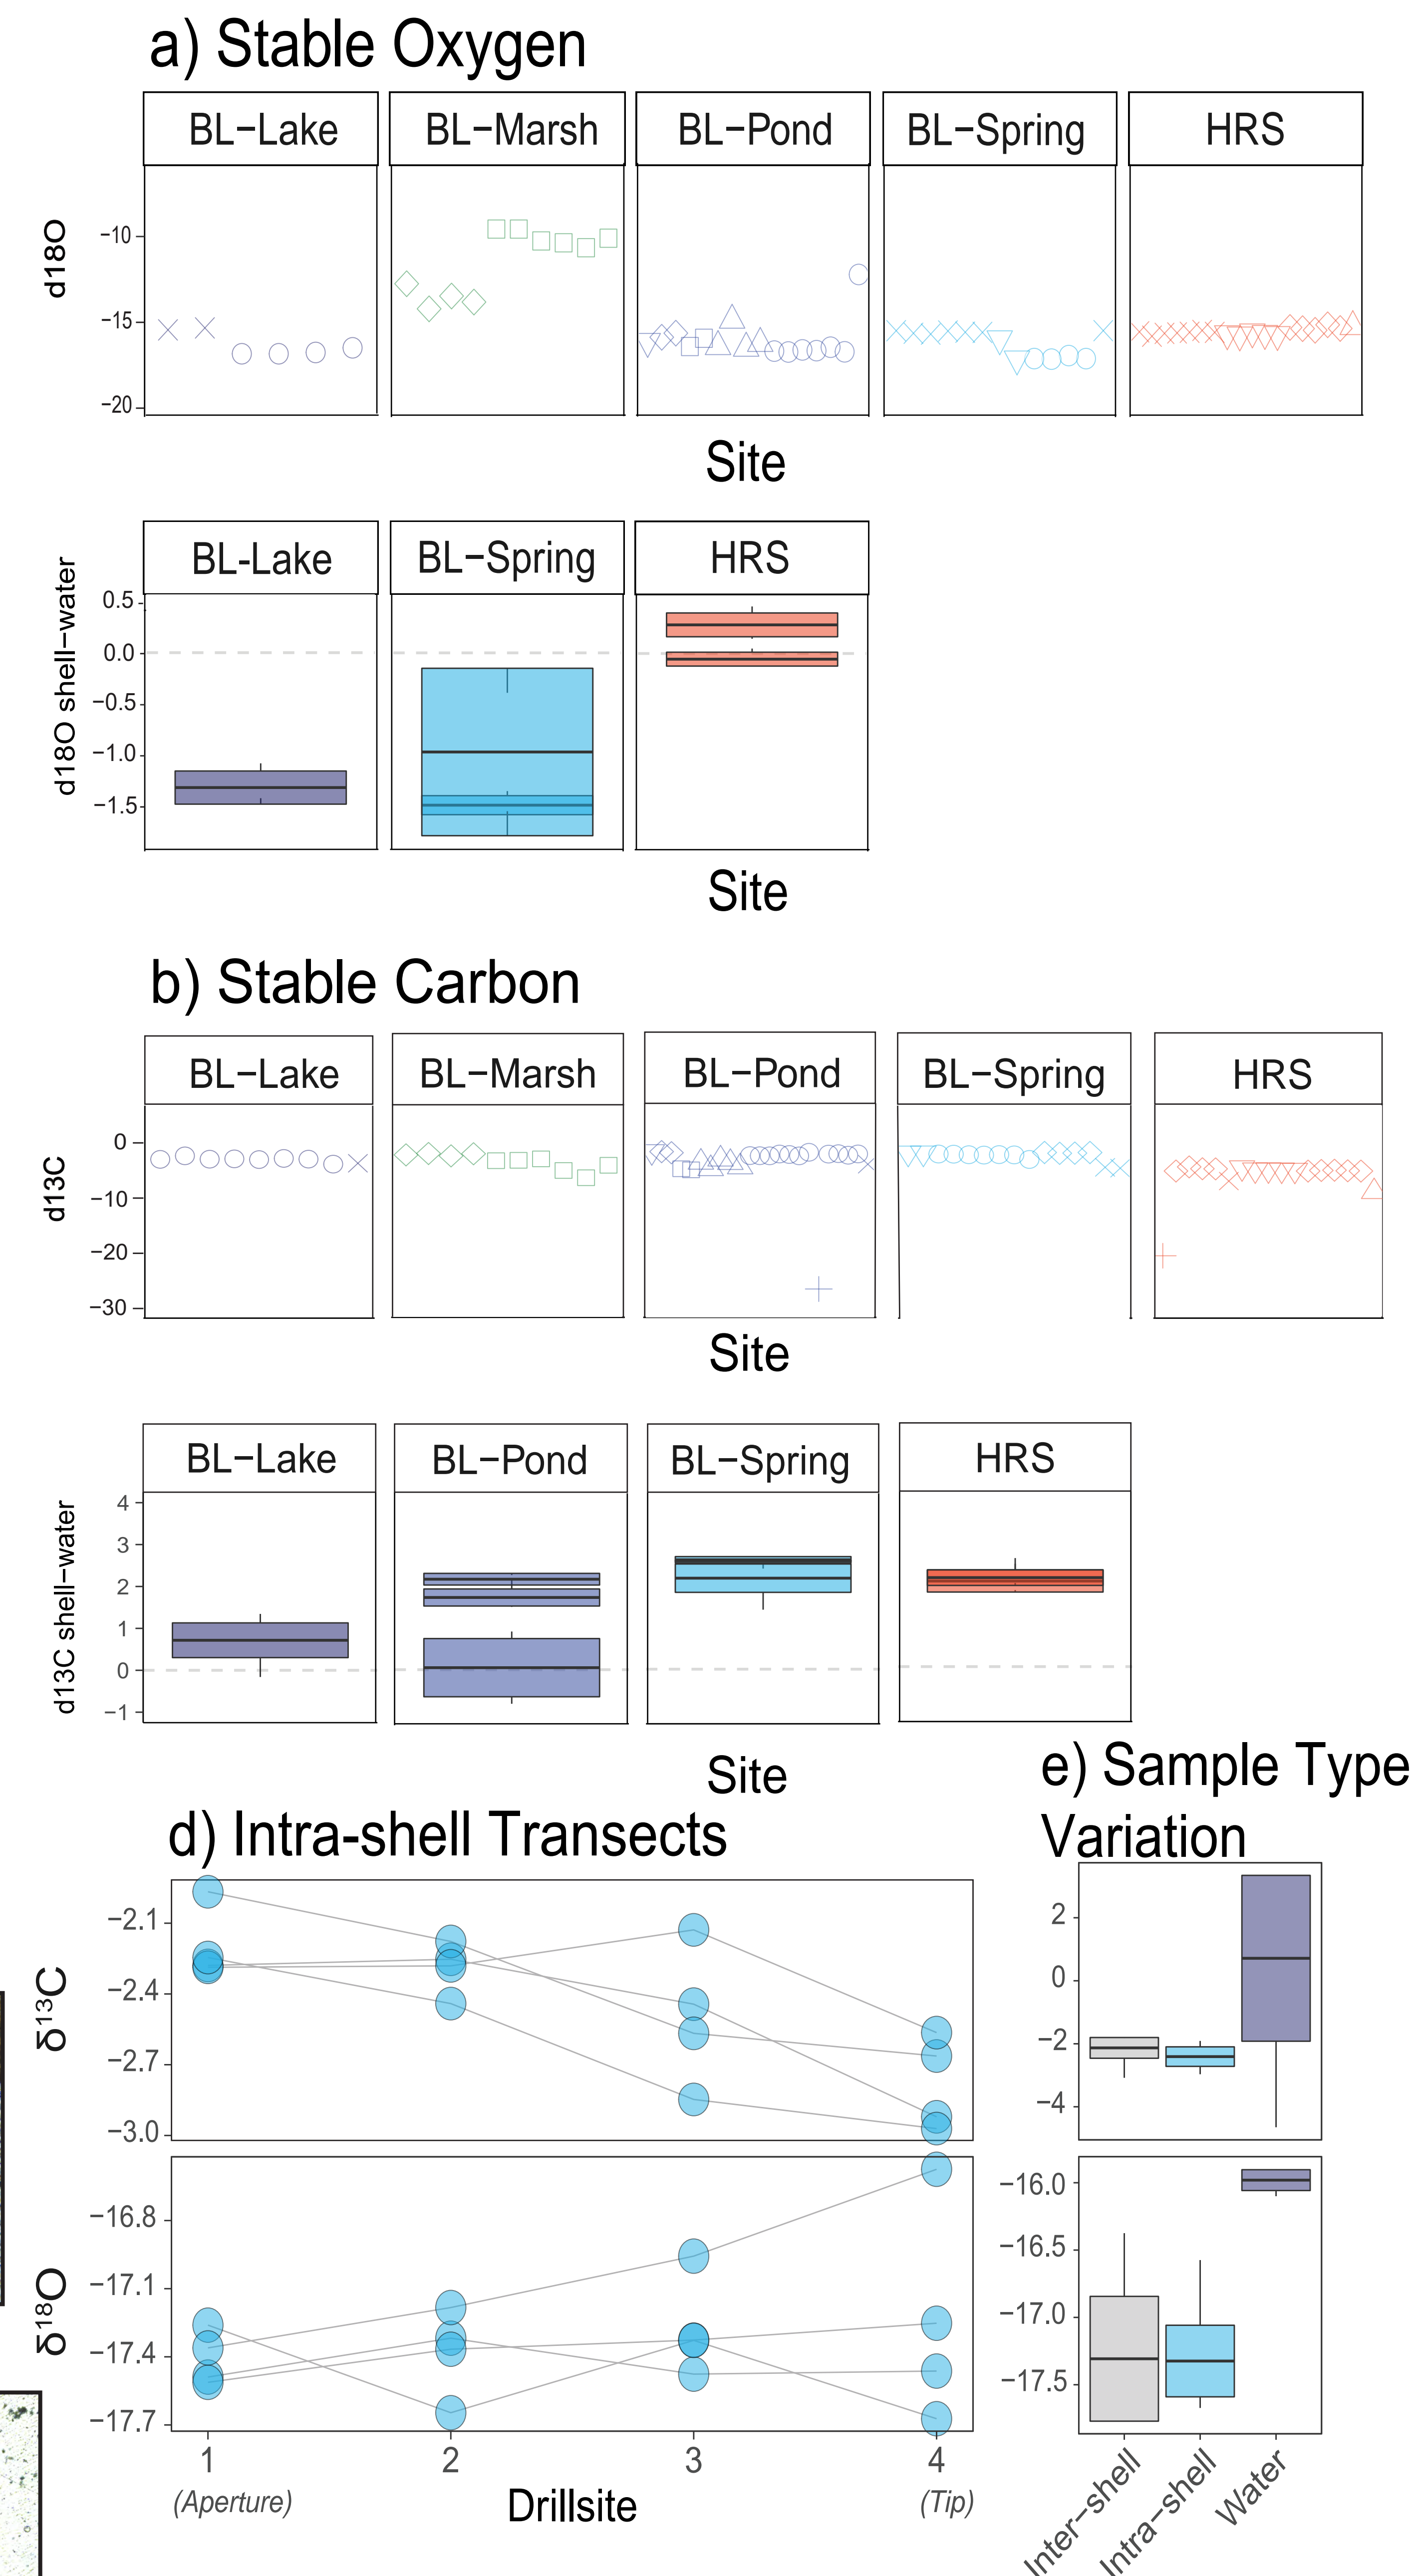 a) Stable Oxygen
BL−Lake BL−Marsh BL−Pond BL−Spring HRS
d18O
−10
−15
−20
Site
BL-Lake BL−Spring HRS
d18O shell−water
0.5
0.0
−0.5
−1.0
−1.5
Site
b) Stable Carbon
BL−Lake BL−Marsh BL−Pond BL−Spring HRS
d13C
0
−10
−20
−30
Site
BL−Lake BL−Pond BL−Spring HRS
d13C shell−water
4
3
2
1
0
−1
Site
d) Intra-shell Transects
δ¹³C
−2.1
−2.4
−2.7
−3.0
δ¹⁸O
−16.8
−17.1
−17.4
−17.7
1 2 3 4
(Aperture) Drillsite (Tip)
e) Sample Type
Variation
2
0
−2
−4
−16.0
−16.5
−17.0
−17.5
Inter−shell
Intra−shell
Water